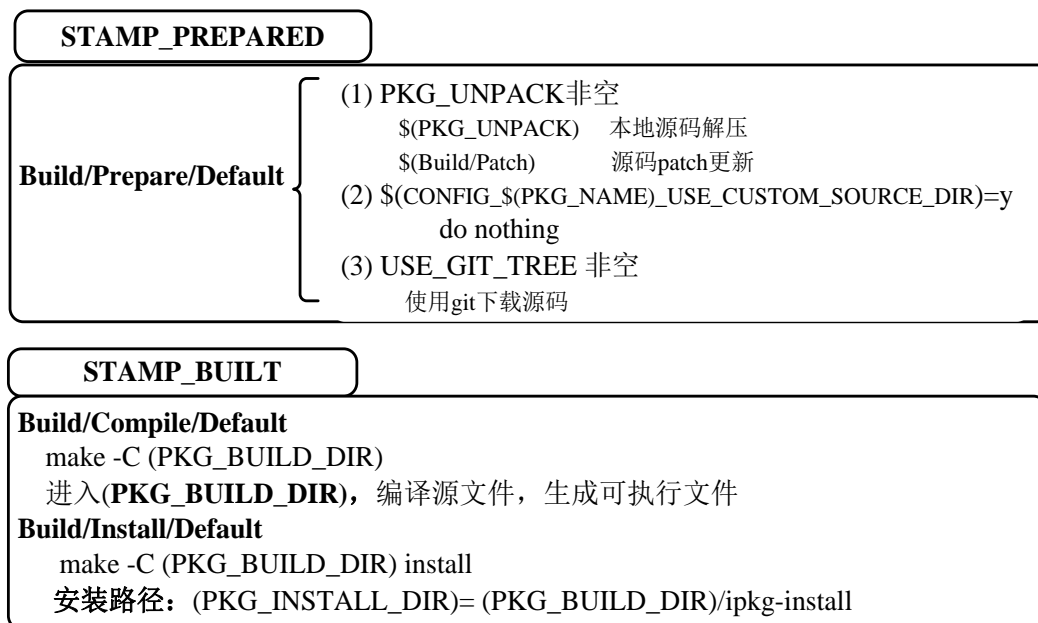 STAMP_PREPARED
Build/Prepare/Default
(1) PKG_UNPACK非空
$(PKG_UNPACK) 本地源码解压
$(Build/Patch) 源码patch更新
(2) $(CONFIG_$(PKG_NAME)_USE_CUSTOM_SOURCE_DIR)=y
do nothing
(3) USE_GIT_TREE 非空
使用git下载源码
STAMP_BUILT
Build/Compile/Default
make -C (PKG_BUILD_DIR)
进入(PKG_BUILD_DIR)，编译源文件，生成可执行文件
Build/Install/Default
make -C (PKG_BUILD_DIR) install
安装路径：(PKG_INSTALL_DIR)= (PKG_BUILD_DIR)/ipkg-install